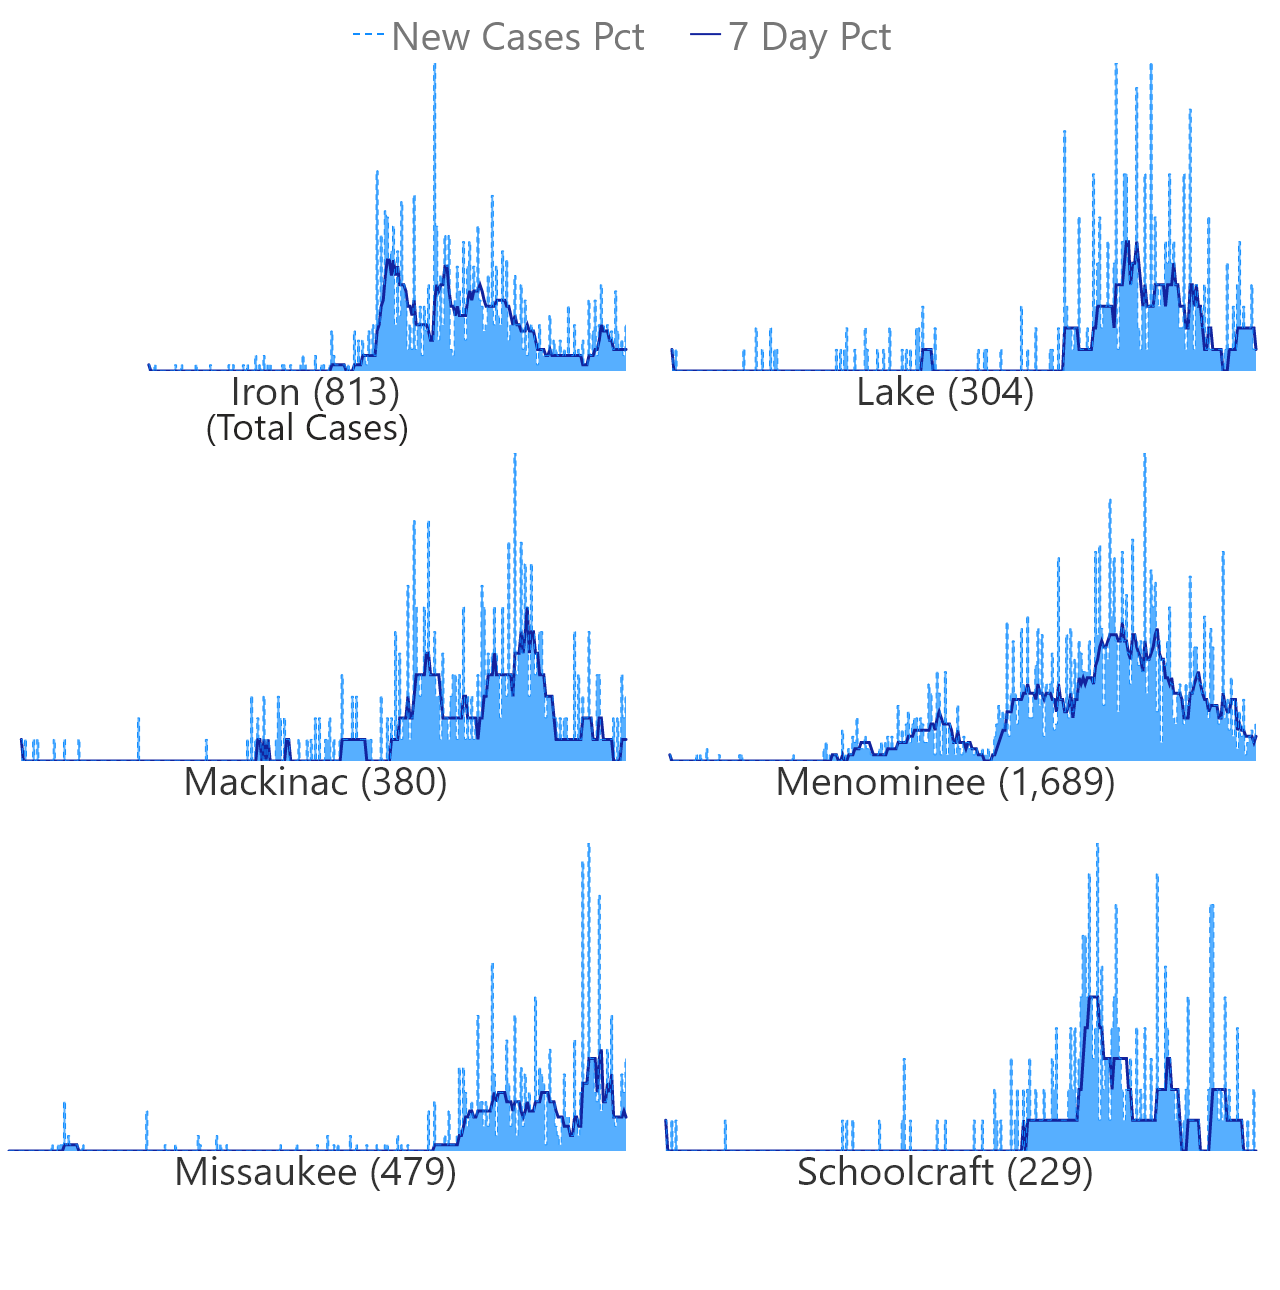 New Cases Pct 7 Day Pct
Iron (813) Lake (304)
(Total Cases)
Mackinac (380) Menominee (1,689)
Missaukee (479) Schoolcraft (229)